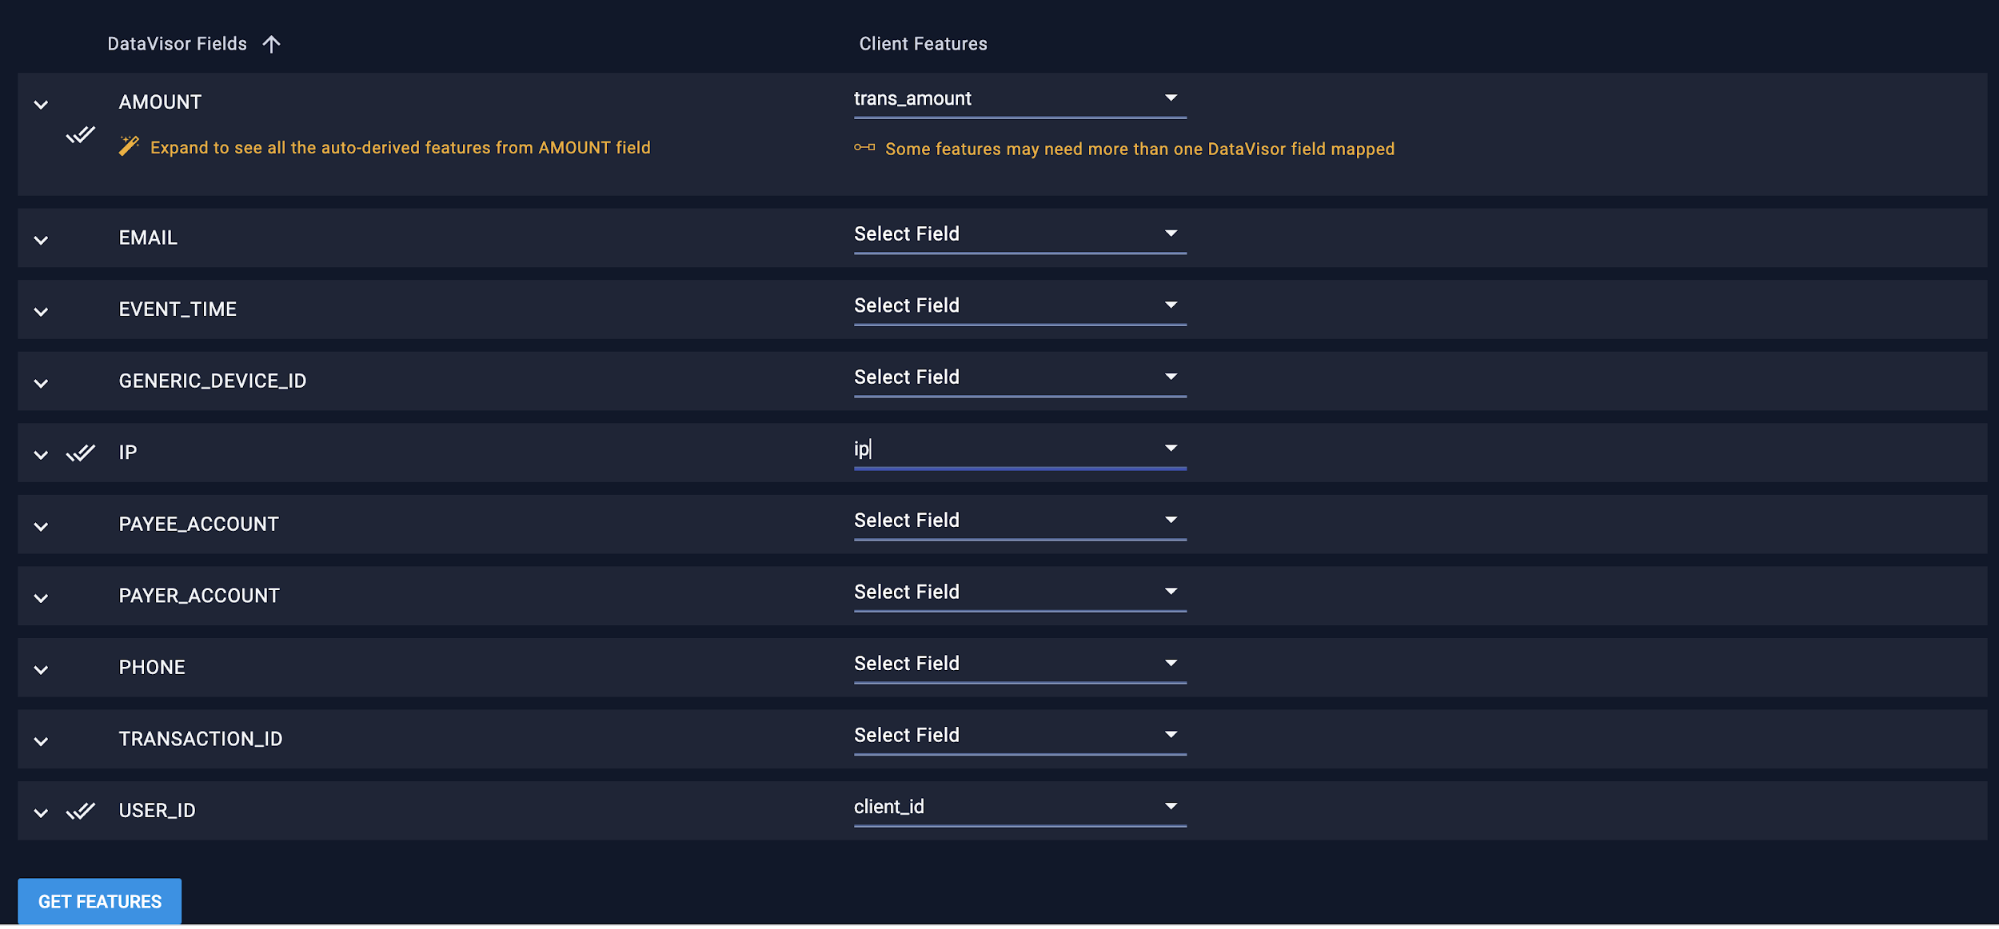 DataVisor Fields Client Features
AMOUNT trans_amount
Expand to see all the auto-derived features from AMOUNT field Some features may need more than one DataVisor field mapped
EMAIL Select Field
EVENT_TIME Select Field
GENERIC_DEVICE_ID Select Field
IP ip
PAYEE_ACCOUNT Select Field
PAYER_ACCOUNT Select Field
PHONE Select Field
TRANSACTION_ID Select Field
USER_ID client_id
GET FEATURES